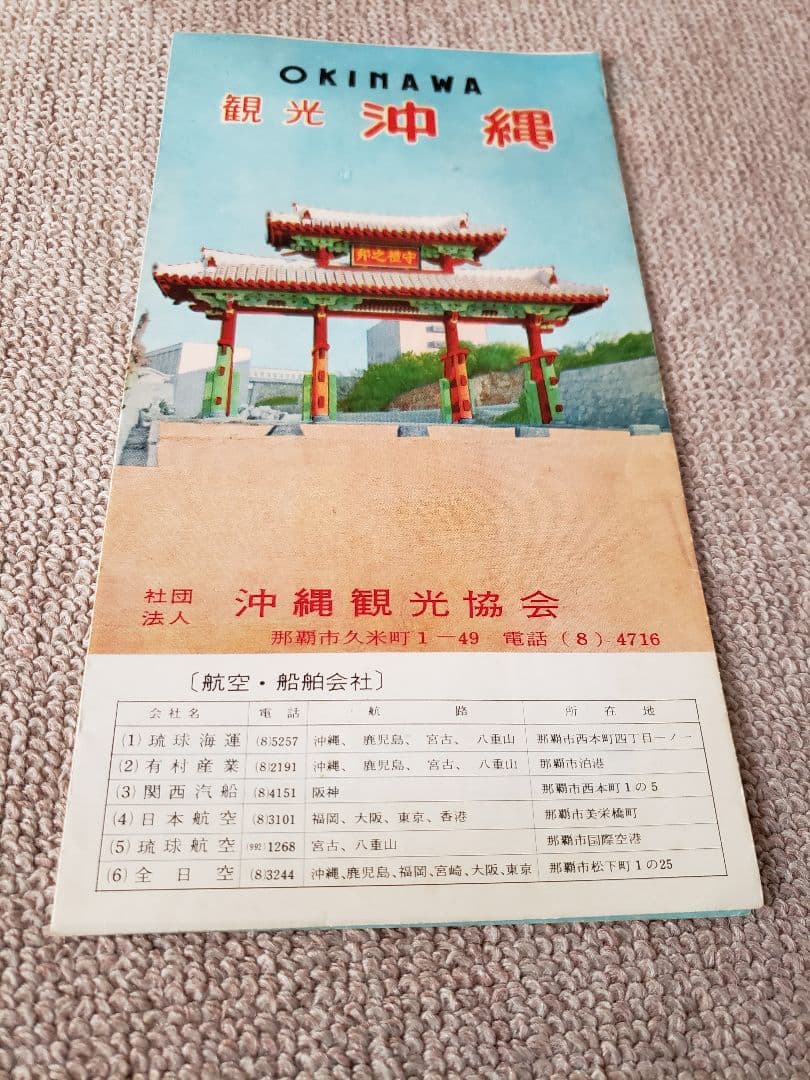 OKINAWA
観光 沖縄
守禮之邦
社団法人 沖縄観光協会
那覇市久米町1—49 電話(8)4716
〔航空・船舶会社〕
会社名 電話 航路 所在地
(1)琉球海運 (8)5257 沖縄、鹿児島、宮古、八重山 那覇市西本町四丁目一ノ一
(2)有村産業 (8)2191 沖縄、鹿児島、宮古、八重山 那覇市泊港
(3)関西汽船 (8)4151 阪神 那覇市西本町1の5
(4)日本航空 (8)3101 福岡、大阪、東京、香港 那覇市美栄橋町
(5)琉球航空 (992)1268 宮古、八重山 那覇市国際空港
(6)全日空 (8)3244 沖縄、鹿児島、福岡、宮崎、大阪、東京 那覇市松下町1の25